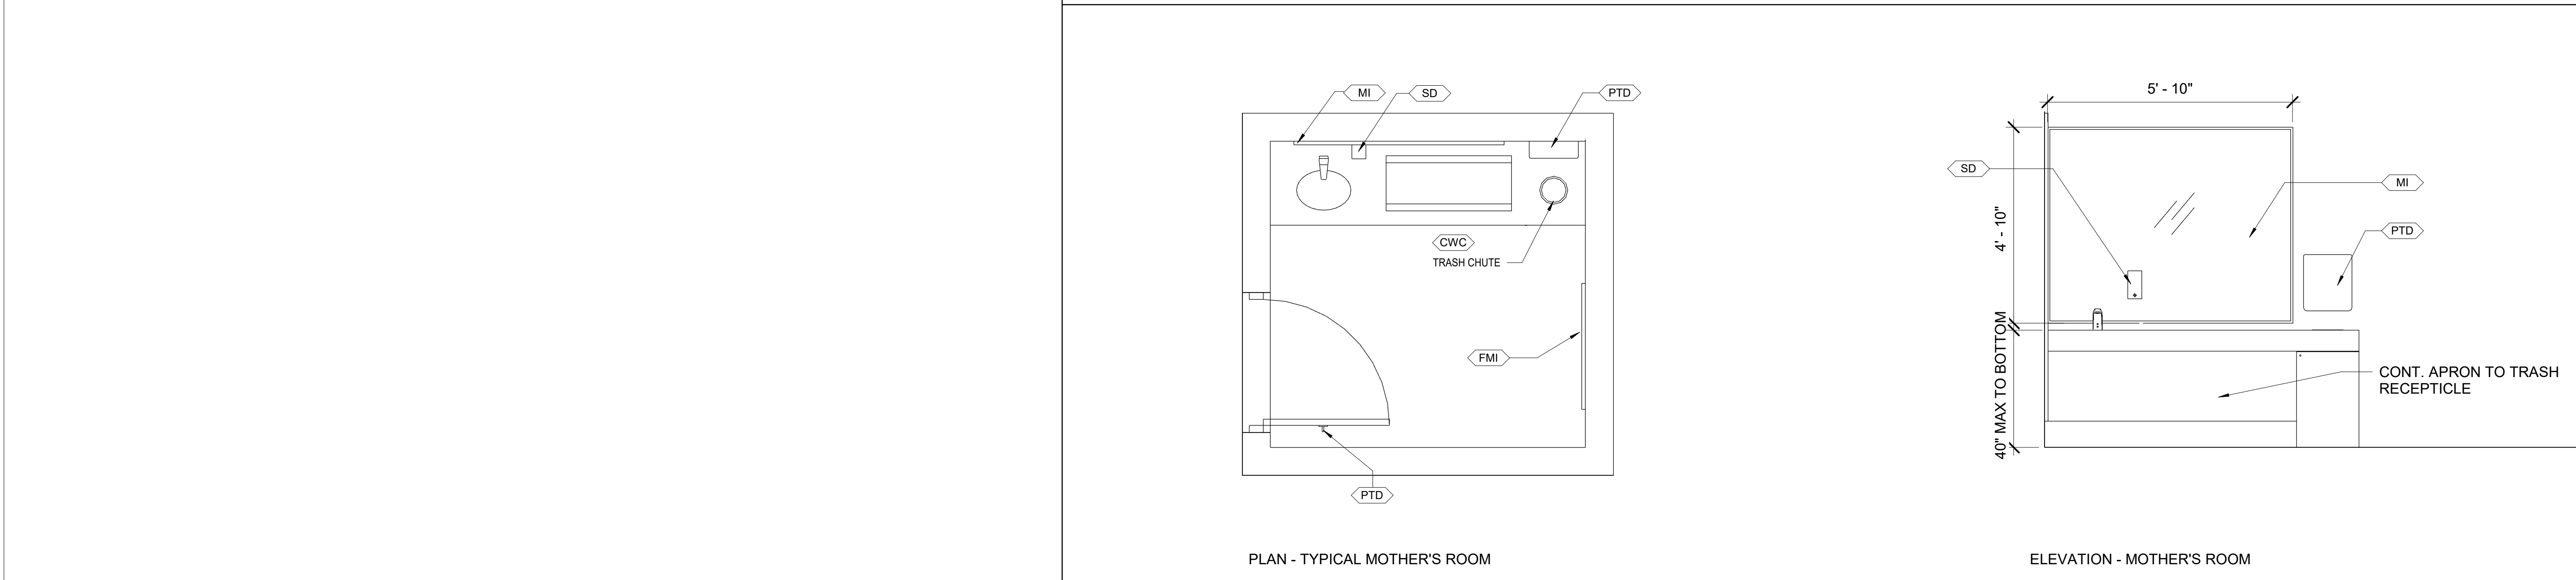 MI
SD
PTD
CWC
TRASH CHUTE
FMI
PTD
PLAN - TYPICAL MOTHER'S ROOM
5' - 10"
SD
4' - 10"
MI
PTD
40" MAX TO BOTTOM
CONT. APRON TO TRASH
RECEPTICLE
ELEVATION - MOTHER'S ROOM